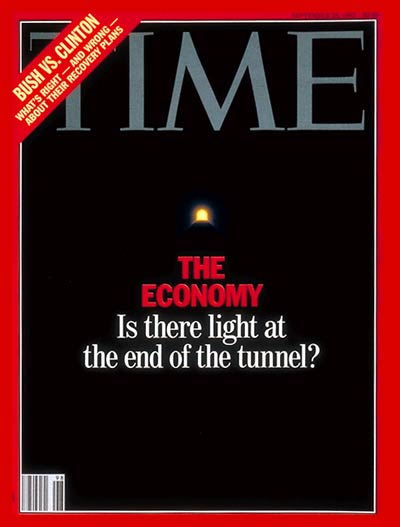 BUSH VS. CLINTON
WHAT'S RIGHT — AND WRONG —
ABOUT THEIR RECOVERY PLANS
TIME
THE
ECONOMY
Is there light at
the end of the tunnel?